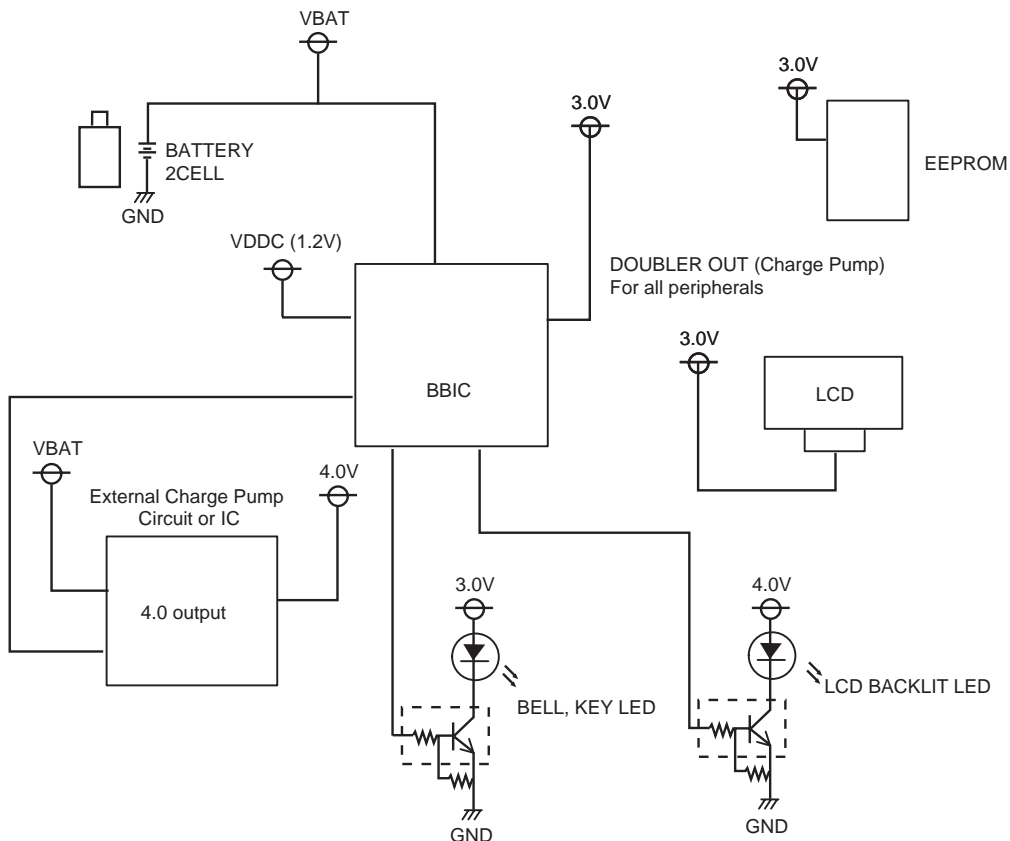 VBAT
3.0V
3.0V
BATTERY
2CELL
EEPROM
GND
VDDC (1.2V)
DOUBLER OUT (Charge Pump)
For all peripherals
3.0V
BBIC
LCD
VBAT
4.0V
External Charge Pump
Circuit or IC
4.0 output
3.0V
4.0V
BELL, KEY LED
LCD BACKLIT LED
GND
GND